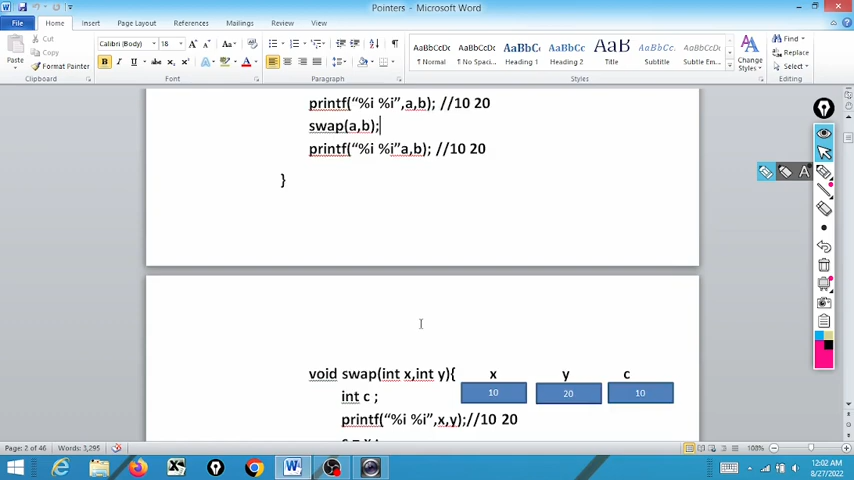 Pointers - Microsoft Word
File Home Insert Page Layout References Mailings Review View
Paste
Cut
Copy
Format Painter
Clipboard
Calibri (Body) 18
Font
Paragraph
AaBbCcDc AaBbCcDc AaBbC AaBbCc AaB AaBbCc. AaBbCcDc
¶ Normal ¶ No Spac... Heading 1 Heading 2 Title Subtitle Subtle Em...
Styles
Change Styles
Find
Replace
Select
Editing
printf(“%i %i”,a,b); //10 20
swap(a,b);
printf(“%i %i”a,b); //10 20
}
void swap(int x,int y){ x y c
int c ; 10 20 10
printf(“%i %i”,x,y);//10 20
c = x ;
Page: 2 of 46 Words: 3,295 108%
12:02 AM
8/27/2022